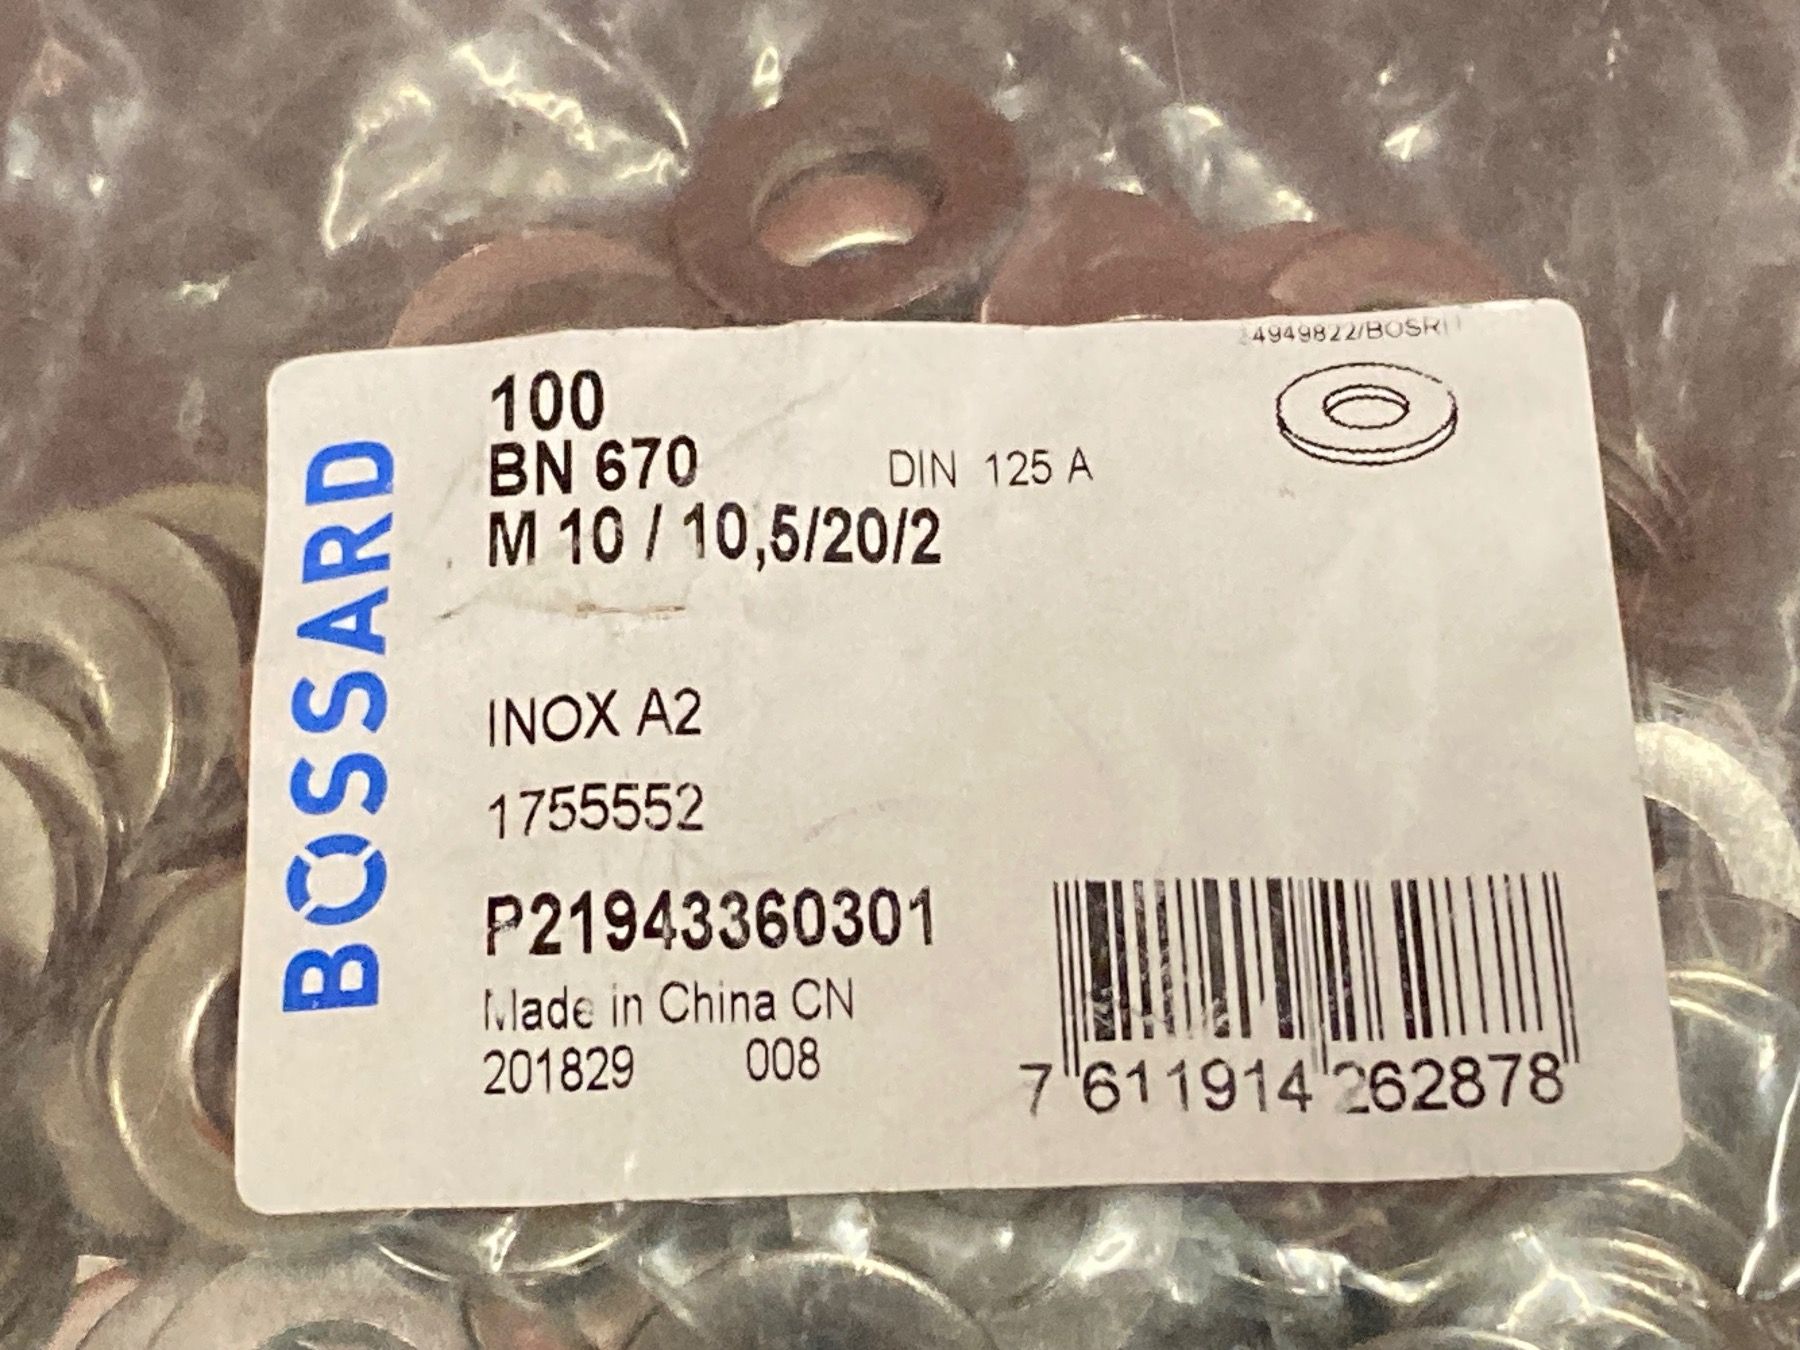 4949822/BOSRIT
100
BN 670 DIN 125 A
M 10 / 10,5/20/2
INOX A2
1755552
P21943360301
Made in China CN
201829 008
7 611914 262878
BOSSARD